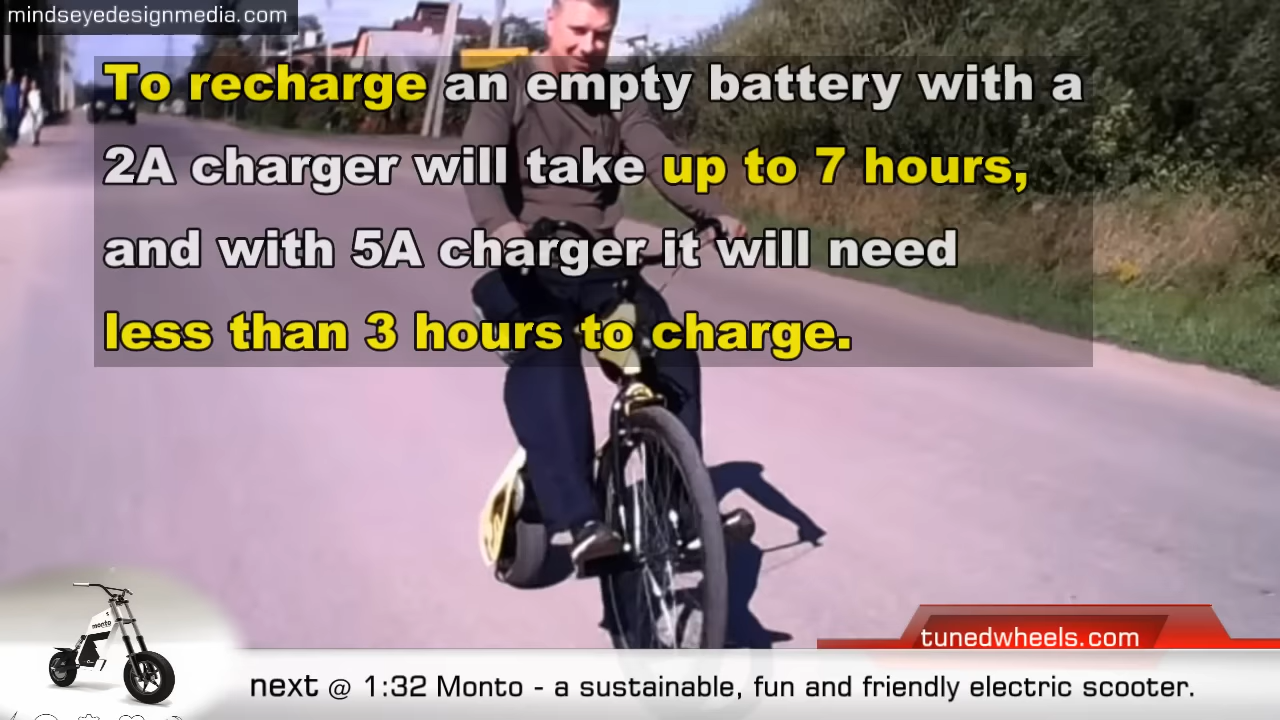 mindseyedesignmedia.com
To recharge an empty battery with a
2A charger will take up to 7 hours,
and with 5A charger it will need
less than 3 hours to charge.
monto
tunedwheels.com
next @ 1:32 Monto - a sustainable, fun and friendly electric scooter.